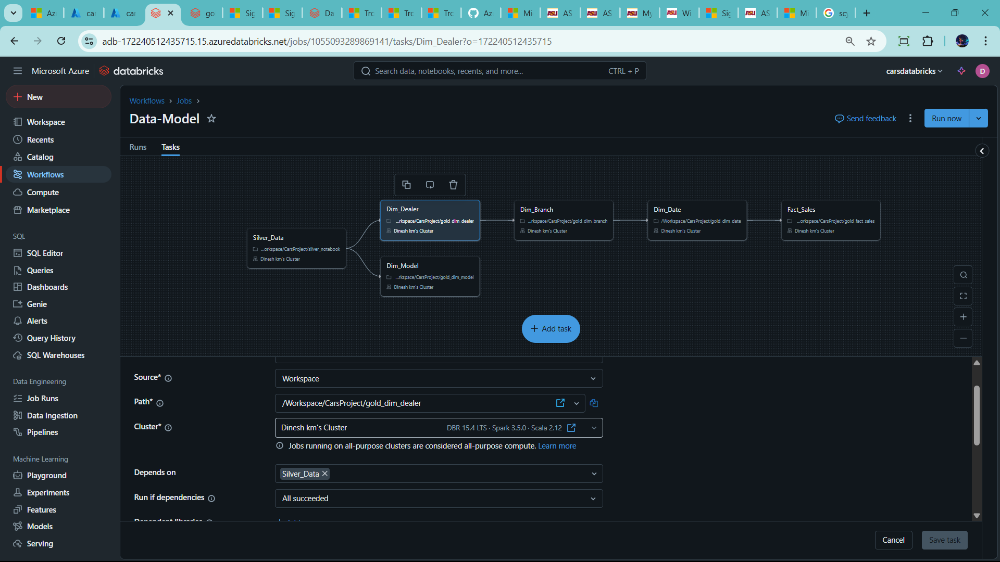 Az
car
car
go
Sig
Sig
Da
Tro
Tro
Tro
Az
Mi
AS
AS
My
Wi
Sig
AS
Mi
scy
adb-172240512435715.15.azuredatabricks.net/jobs/1055093289869141/tasks/Dim_Dealer?o=172240512435715
Microsoft Azure
databricks
Search data, notebooks, recents, and more...
CTRL + P
carsdatabricks
D
New
Workspace
Recents
Catalog
Workflows
Compute
Marketplace
SQL
SQL Editor
Queries
Dashboards
Genie
Alerts
Query History
SQL Warehouses
Data Engineering
Job Runs
Data Ingestion
Pipelines
Machine Learning
Playground
Experiments
Features
Models
Serving
Workflows › Jobs ›
Data-Model
Send feedback
Run now
Runs
Tasks
Silver_Data
...orkspace/CarsProject/silver_notebook
Dinesh km's Cluster
Dim_Dealer
...rkspace/CarsProject/gold_dim_dealer
Dinesh km's Cluster
Dim_Model
...rkspace/CarsProject/gold_dim_model
Dinesh km's Cluster
Dim_Branch
...rkspace/CarsProject/gold_dim_branch
Dinesh km's Cluster
Dim_Date
/Workspace/CarsProject/gold_dim_date
Dinesh km's Cluster
Fact_Sales
...orkspace/CarsProject/gold_fact_sales
Dinesh km's Cluster
+ Add task
Source*
Workspace
Path*
/Workspace/CarsProject/gold_dim_dealer
Cluster*
Dinesh km's Cluster
DBR 15.4 LTS · Spark 3.5.0 · Scala 2.12
Jobs running on all-purpose clusters are considered all-purpose compute. Learn more
Depends on
Silver_Data
Run if dependencies
All succeeded
Dependent libraries
Cancel
Save task